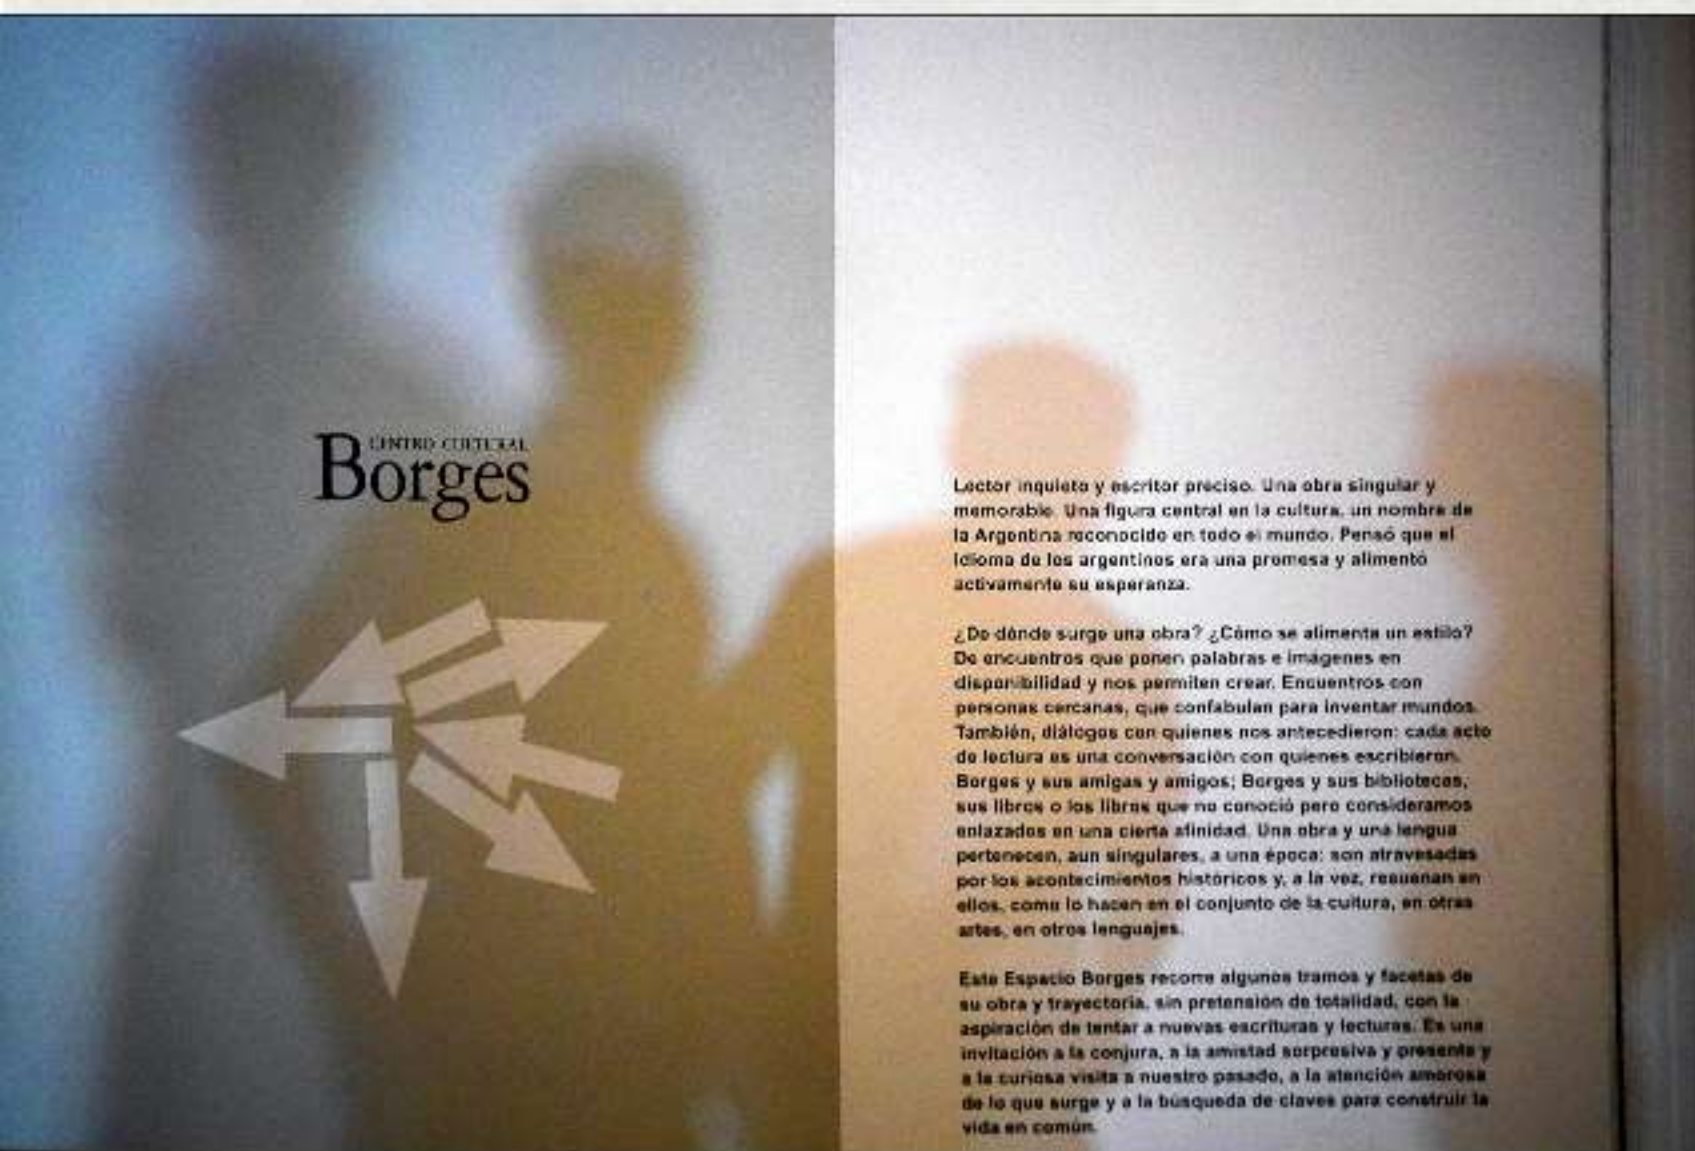 CENTRO CULTURAL
Borges
Lector inquieto y escritor preciso. Una obra singular y
memorable. Una figura central en la cultura, un nombre de
la Argentina reconocido en todo el mundo. Pensó que el
idioma de los argentinos era una promesa y alimentó
activamente su esperanza.
¿De dónde surge una obra? ¿Cómo se alimenta un estilo?
De encuentros que ponen palabras e imágenes en
disponibilidad y nos permiten crear. Encuentros con
personas cercanas, que confabulan para inventar mundos.
También, diálogos con quienes nos antecedieron: cada acto
de lectura es una conversación con quienes escribieron.
Borges y sus amigas y amigos; Borges y sus bibliotecas,
sus libros o los libros que no conoció pero consideramos
enlazados en una cierta afinidad. Una obra y una lengua
pertenecen, aun singulares, a una época: son atravesadas
por los acontecimientos históricos y, a la vez, resuenan en
ellos, como lo hacen en el conjunto de la cultura, en otras
artes, en otros lenguajes.
Este Espacio Borges recorre algunos tramos y facetas de
su obra y trayectoria, sin pretensión de totalidad, con la
aspiración de tentar a nuevas escrituras y lecturas. Es una
invitación a la conjura, a la amistad sorpresiva y presente y
a la curiosa visita a nuestro pasado, a la atención amorosa
de lo que surge y a la búsqueda de claves para construir la
vida en común.